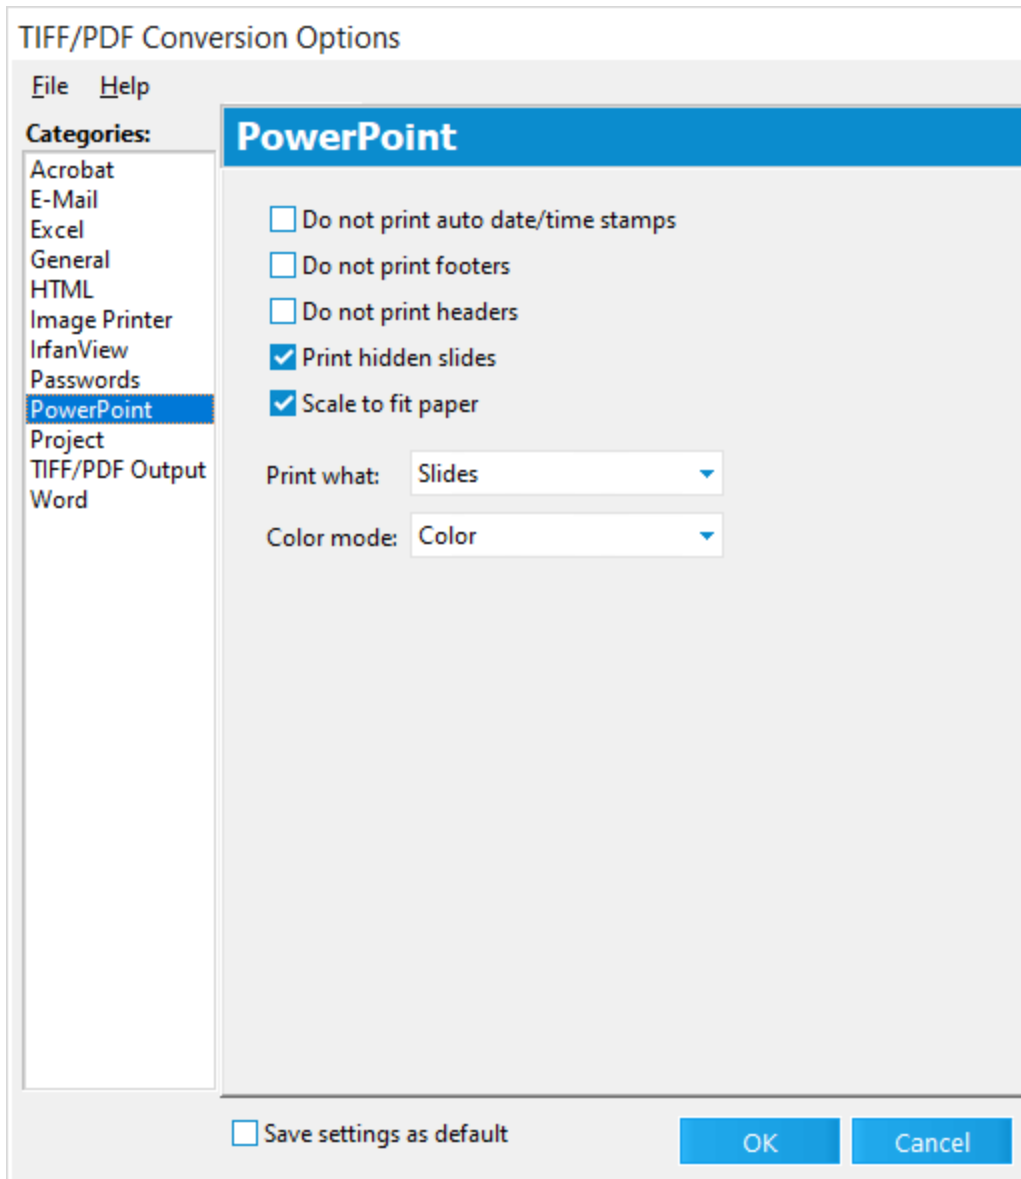 TIFF/PDF Conversion Options
File Help
Categories:
Acrobat
E-Mail
Excel
General
HTML
Image Printer
IrfanView
Passwords
PowerPoint
Project
TIFF/PDF Output
Word
PowerPoint
Do not print auto date/time stamps
Do not print footers
Do not print headers
Print hidden slides
Scale to fit paper
Print what: Slides
Color mode: Color
Save settings as default
OK Cancel